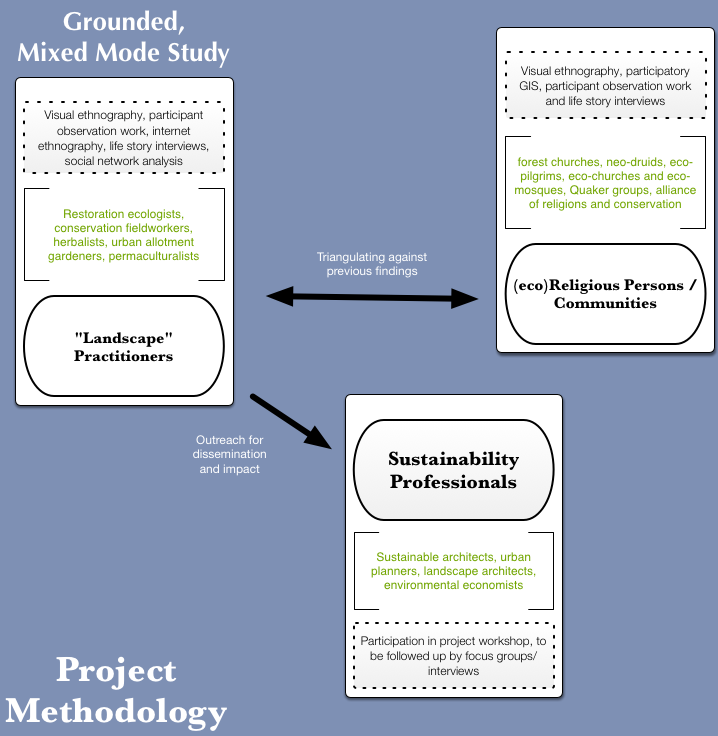 Grounded,
Mixed Mode Study
Visual ethnography, participant
observation work, internet
ethnography, life story interviews,
social network analysis
Restoration ecologists,
conservation fieldworkers,
herbalists, urban allotment
gardeners, permaculturalists
"Landscape"
Practitioners
Triangulating against
previous findings
Visual ethnography, participatory
GIS, participant observation work
and life story interviews
forest churches, neo-druids, eco-
pilgrims, eco-churches and eco-
mosques, Quaker groups, alliance
of religions and conservation
(eco)Religious Persons /
Communities
Outreach for
dissemination
and impact
Sustainability
Professionals
Sustainable architects, urban
planners, landscape architects,
environmental economists
Participation in project workshop, to
be followed up by focus groups/
interviews
Project
Methodology